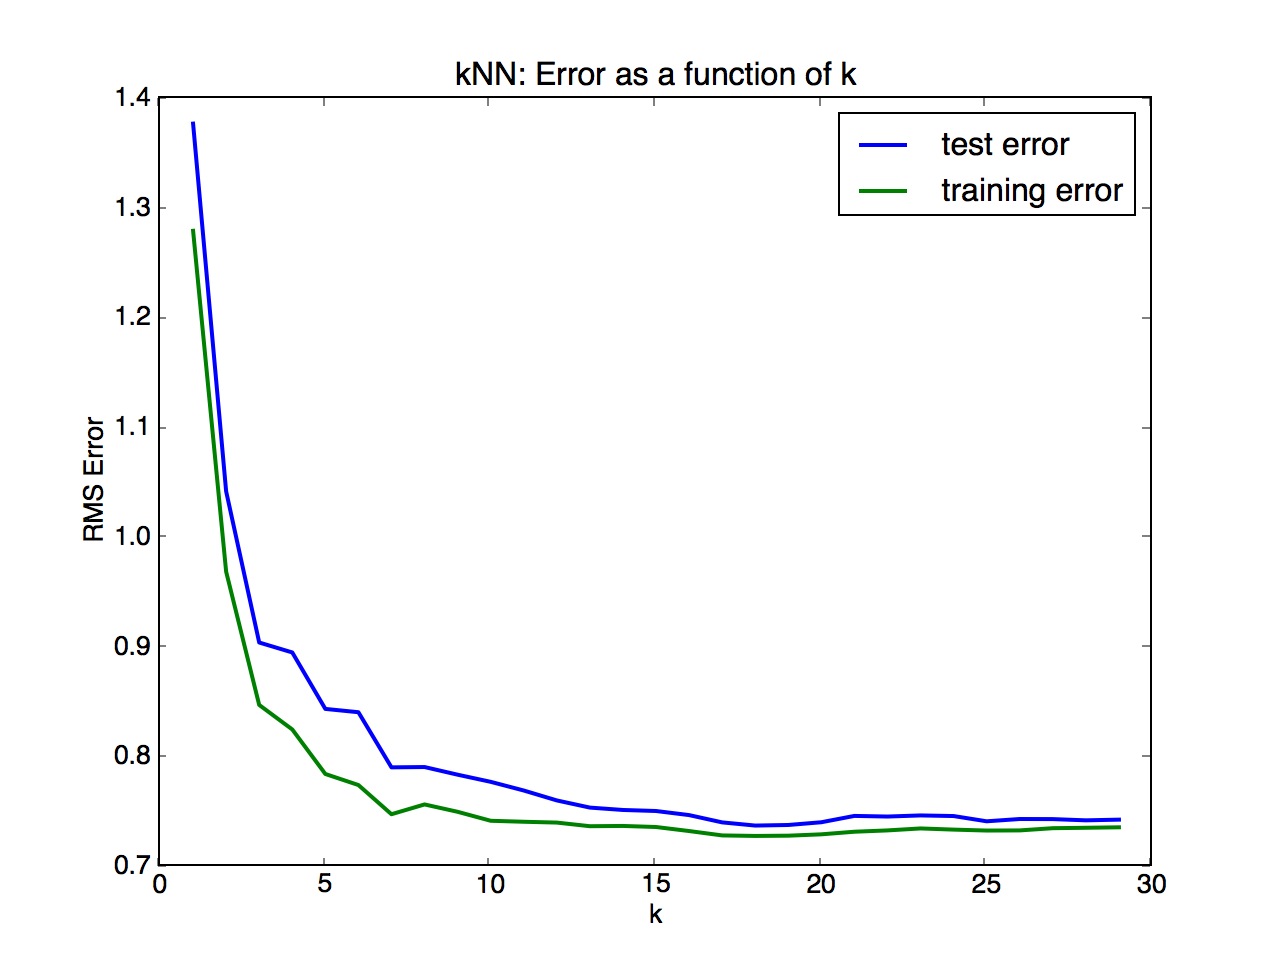 kNN: Error as a function of k
test error
training error
RMS Error
1.4
1.3
1.2
1.1
1.0
0.9
0.8
0.7
0 5 10 15 20 25 30
k